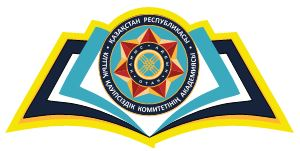 ҚАЗАҚСТАН РЕСПУБЛИКАСЫ
ҰЛТТЫҚ ҚАУІПСІЗДІК КОМИТЕТІНІҢ АКАДЕМИЯСЫ